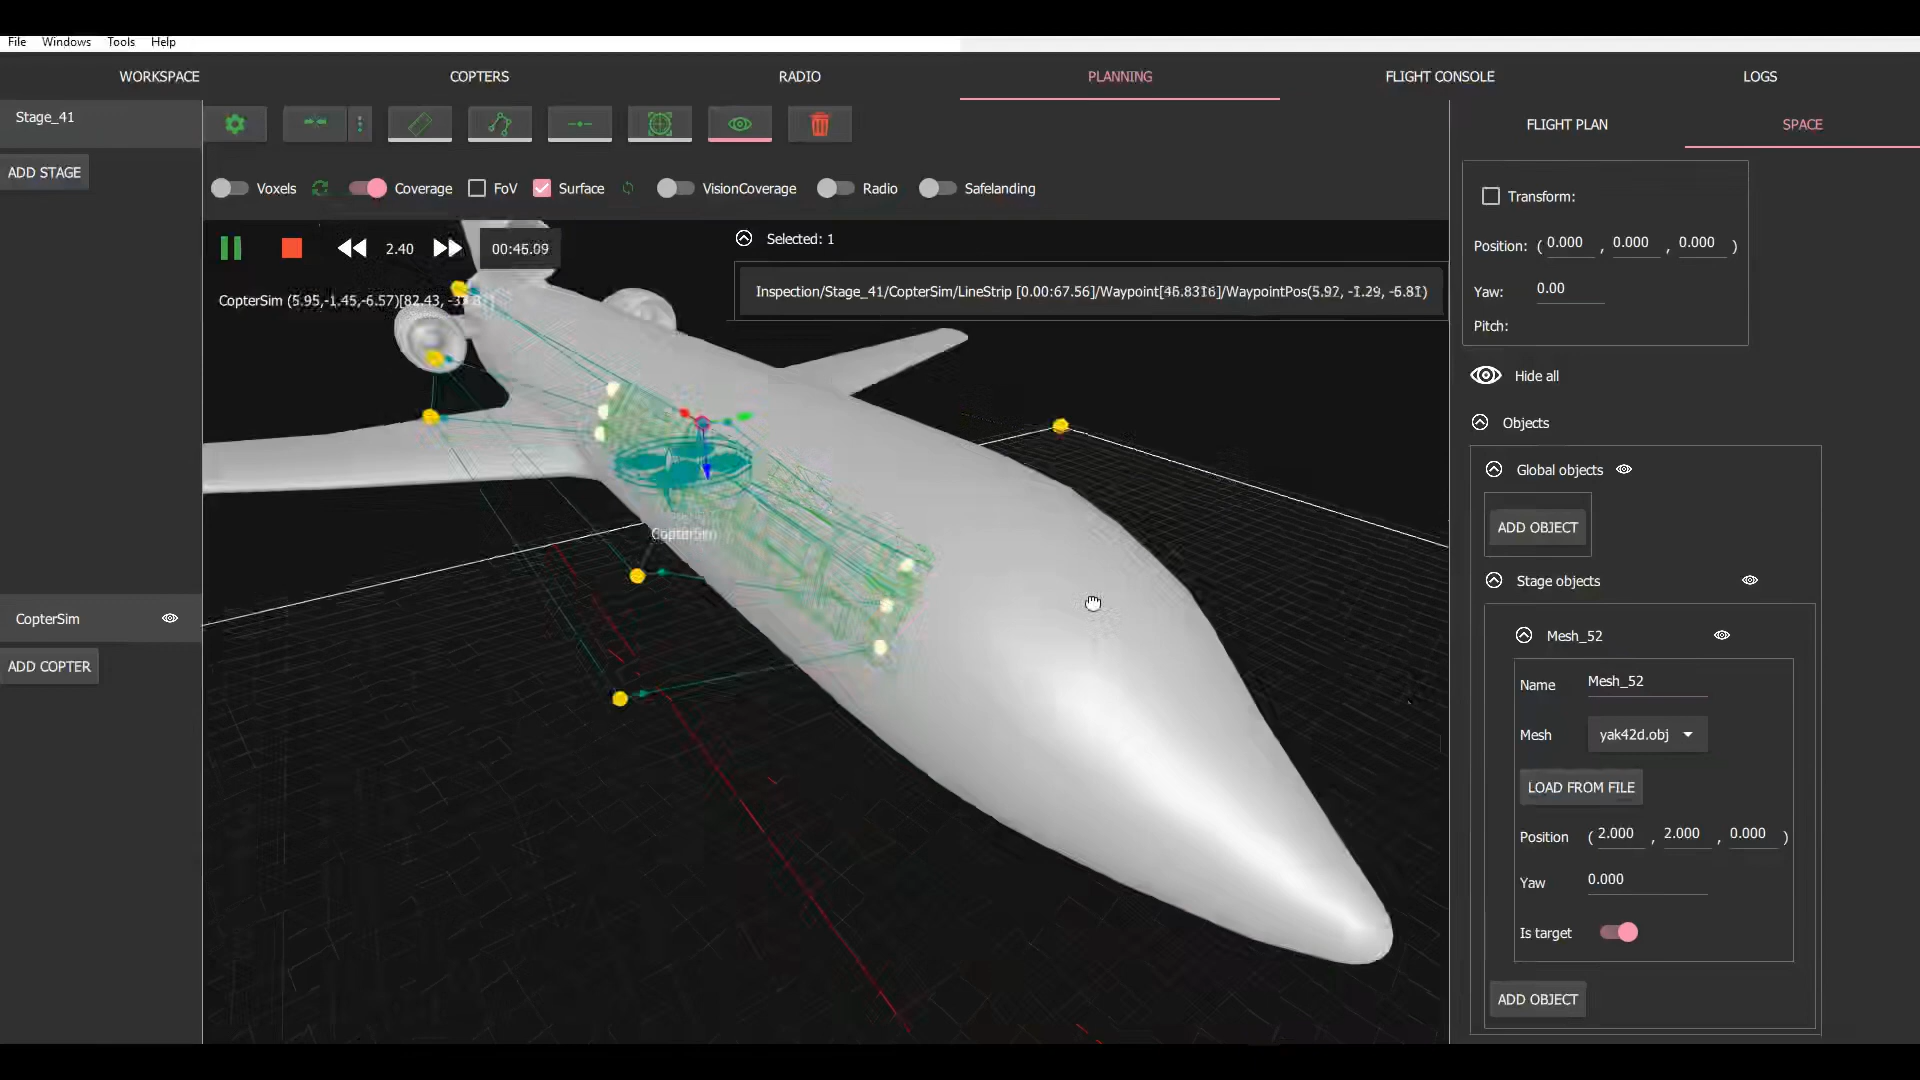 File Windows Tools Help
WORKSPACE COPTERS RADIO PLANNING FLIGHT CONSOLE LOGS
Stage_41
ADD STAGE
FLIGHT PLAN SPACE
Voxels Coverage FoV Surface VisionCoverage Radio Safelanding
2.40 00:46.09
Selected: 1
Inspection/Stage_41/CopterSim/LineStrip [0.00:67.56]/Waypoint[46.8316]/WaypointPos(5.92, -1.29, -6.81)
CopterSim (5.95,-1.45,-6.57)[82.43,
CopterSim
CopterSim
ADD COPTER
Transform:
Position: ( 0.000 , 0.000 , 0.000 )
Yaw: 0.00
Pitch:
Hide all
Objects
Global objects
ADD OBJECT
Stage objects
Mesh_52
Name Mesh_52
Mesh yak42d.obj
LOAD FROM FILE
Position ( 2.000 , 2.000 , 0.000 )
Yaw 0.000
Is target
ADD OBJECT